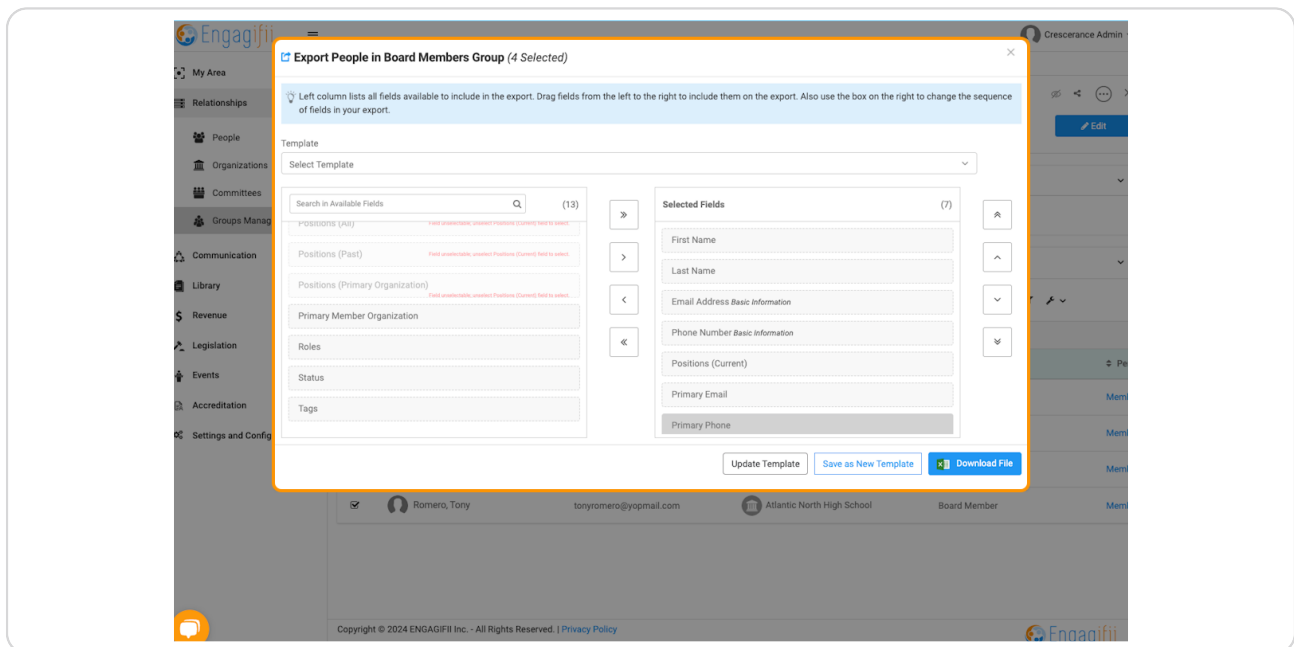 Engagifii
Crescerance Admin
Export People in Board Members Group (4 Selected)
My Area
Left column lists all fields available to include in the export. Drag fields from the left to the right to include them on the export. Also use the box on the right to change the sequence
of fields in your export.
Relationships
Edit
People
Template
Select Template
Organizations
Committees
Search in Available Fields
(13)
Selected Fields
(7)
Groups Manag
Positions (All)
Field unselectable, unselect Positions (Current) field to select.
First Name
Communication
Positions (Past)
Field unselectable, unselect Positions (Current) field to select.
Last Name
Library
Positions (Primary Organization)
Field unselectable, unselect Positions (Current) field to select.
Email Address Basic Information
Revenue
Primary Member Organization
Phone Number Basic Information
Legislation
Roles
Positions (Current)
Pe
Events
Status
Primary Email
Memb
Accreditation
Tags
Primary Phone
Settings and Config
Memb
Update Template
Save as New Template
Download File
Memb
Romero, Tony
tonyromero@yopmail.com
Atlantic North High School
Board Member
Memb
Copyright © 2024 ENGAGIFII Inc. - All Rights Reserved. | Privacy Policy
Engagifii